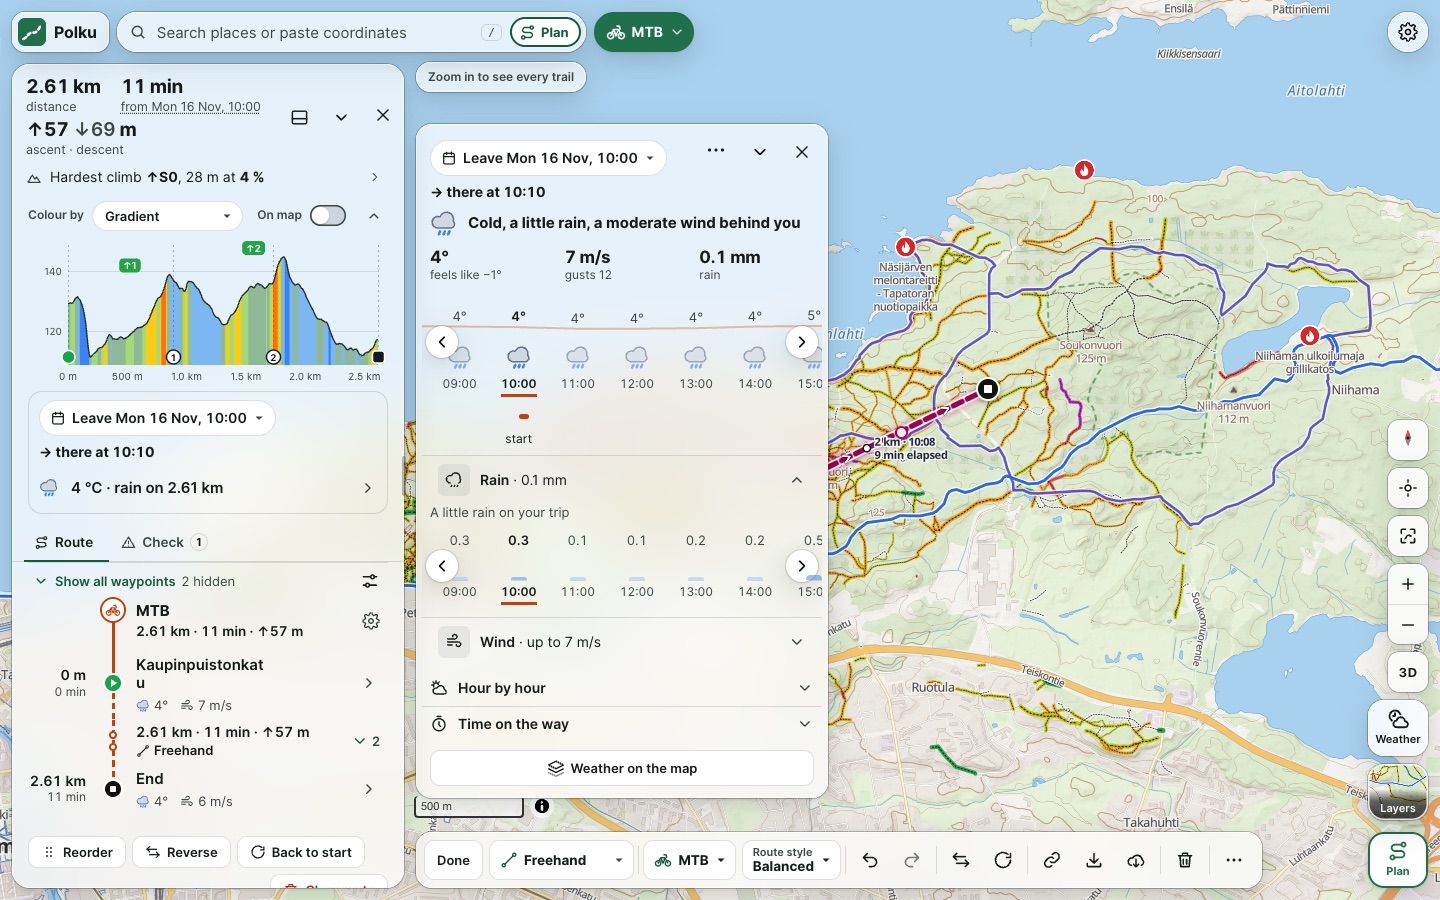 Polku
Search places or paste coordinates
/
Plan
MTB
Zoom in to see every trail
2.61 km
11 min
distance
from Mon 16 Nov, 10:00
↑57 ↓69 m
ascent · descent
Hardest climb ↑S0, 28 m at 4 %
Colour by
Gradient
On map
↑1
↑2
140
120
1
2
0 m
500 m
1.0 km
1.5 km
2.0 km
2.5 km
Leave Mon 16 Nov, 10:00
→ there at 10:10
4 °C · rain on 2.61 km
Route
Check
1
Show all waypoints
2 hidden
MTB
2.61 km · 11 min · ↑57 m
0 m
0 min
Kaupinpuistonkat
u
4°
7 m/s
2.61 km · 11 min · ↑57 m
Freehand
2
2.61 km
11 min
End
4°
6 m/s
Reorder
Reverse
Back to start
Leave Mon 16 Nov, 10:00
→ there at 10:10
Cold, a little rain, a moderate wind behind you
4°
feels like −1°
7 m/s
gusts 12
0.1 mm
rain
4°
4°
4°
4°
4°
4°
5°
09:00
10:00
11:00
12:00
13:00
14:00
15:0
start
Rain · 0.1 mm
A little rain on your trip
0.3
0.3
0.1
0.1
0.2
0.2
0.5
09:00
10:00
11:00
12:00
13:00
14:00
15:0
Wind · up to 7 m/s
Hour by hour
Time on the way
Weather on the map
500 m
Done
Freehand
MTB
Route style
Balanced
Ensilä
Pättinniemi
Kiikkisensaari
Aitolahti
100
Näsijärven
melontareitti
- Tapatoran
nuotiopaikka
Soukonvuori
125 m
Niihaman ulkoilumaja
grillikatos
Niihama
Niihamanvuori
112 m
2 km · 10:08
9 min elapsed
125
Soukonvuorentie
Teiskontie
Ruotula
Takahuhti
Teiskontie
Luhtaankatu
3D
Weather
Layers
Plan